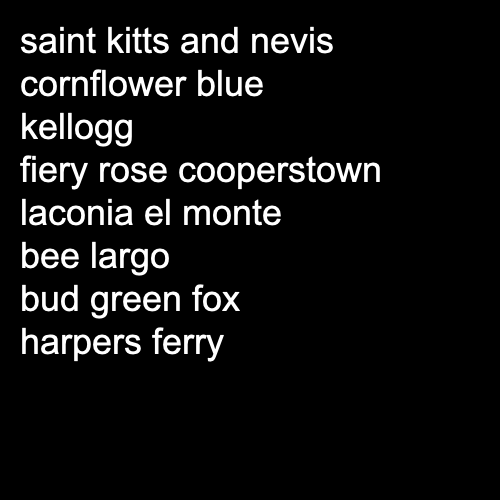 saint kitts and nevis
cornflower blue
kellogg
fiery rose cooperstown
laconia el monte
bee largo
bud green fox
harpers ferry